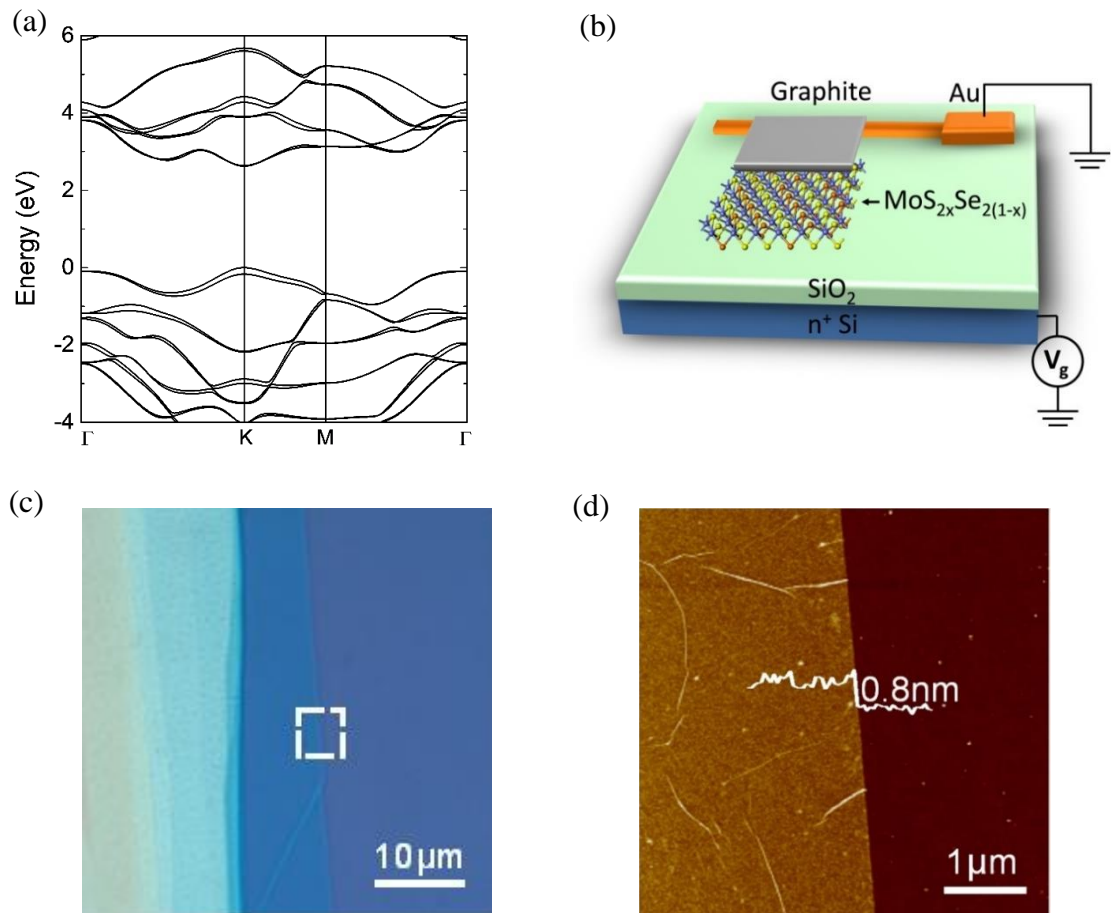 (a)
6
4
2
0
-2
-4
Energy (eV)
Γ K M Γ
(b)
Graphite
Au
MoS2xSe2(1-x)
SiO2
n+ Si
Vg
(c)
10μm
(d)
0.8nm
1μm